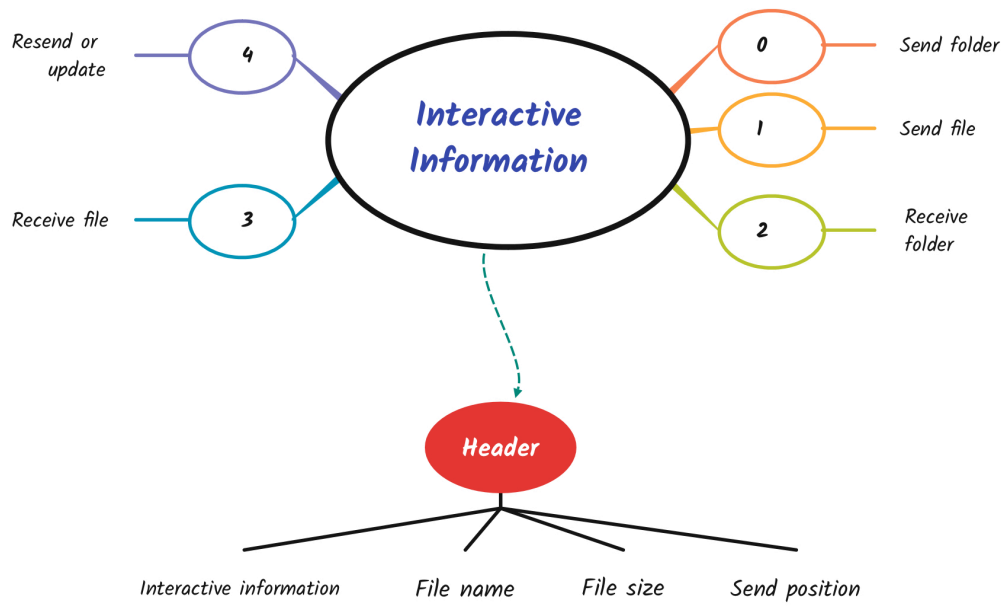 Resend or
update
4
0
Send folder
Interactive
Information
1
Send file
Receive file
3
2
Receive
folder
Header
Interactive information
File name
File size
Send position